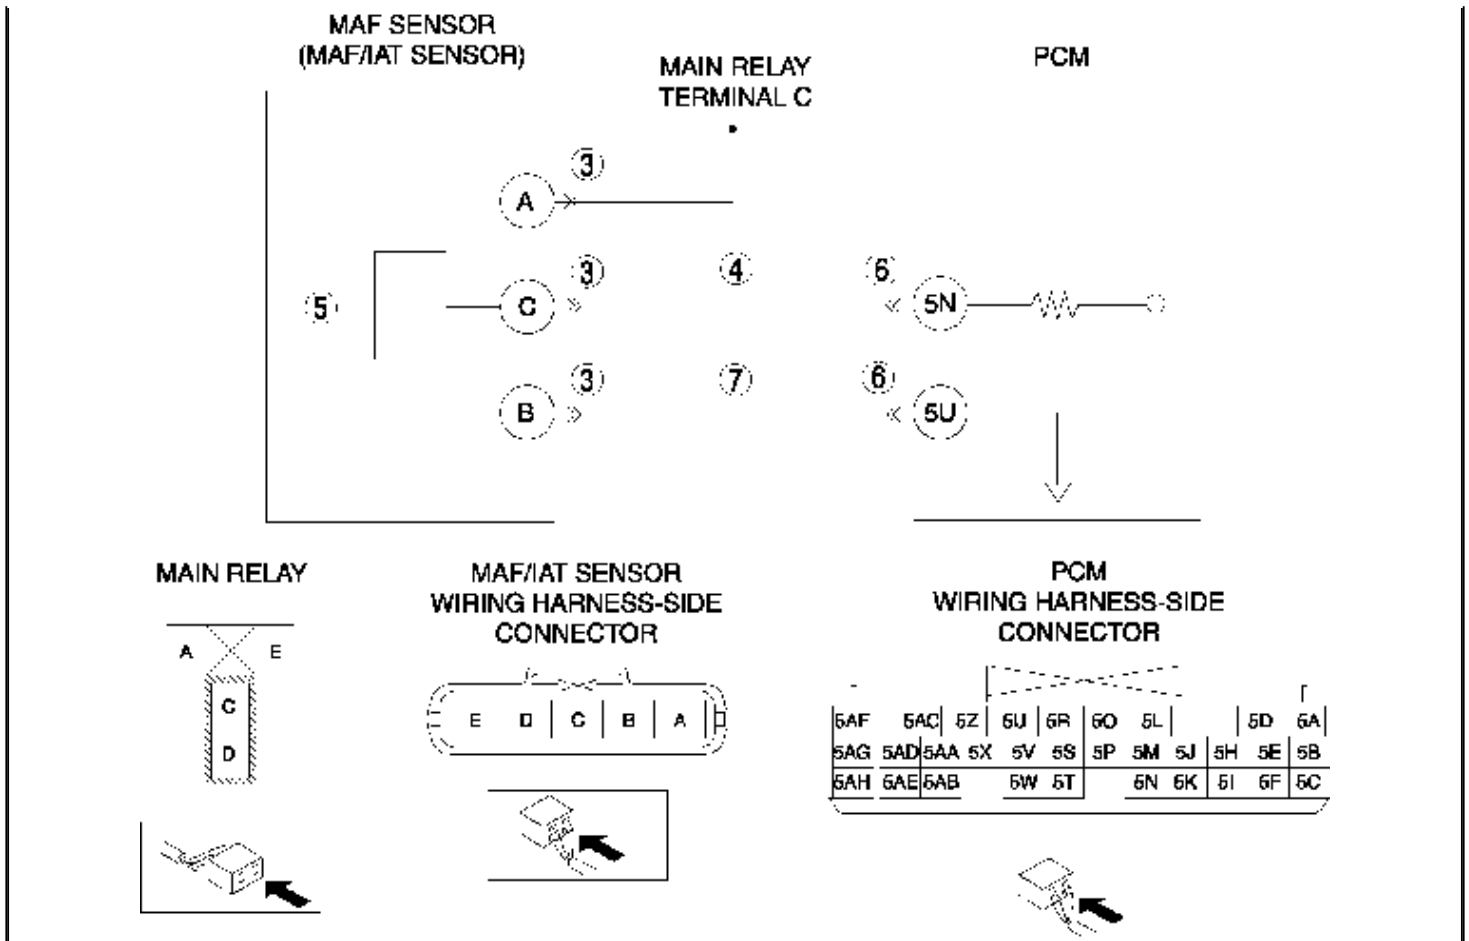 MAF SENSOR
(MAF/IAT SENSOR)
MAIN RELAY
TERMINAL C
PCM
3
A
3
4
6
5
C
5N
3
7
6
B
5U
MAIN RELAY
A E
C
D
MAF/IAT SENSOR
WIRING HARNESS-SIDE
CONNECTOR
E D C B A
PCM
WIRING HARNESS-SIDE
CONNECTOR
5AF 5AC 5Z 5U 5R 5O 5L 5D 5A
5AG 5AD 5AA 5X 5V 5S 5P 5M 5J 5H 5E 5B
5AH 5AE 5AB 5W 5T 5N 5K 5I 5F 5C